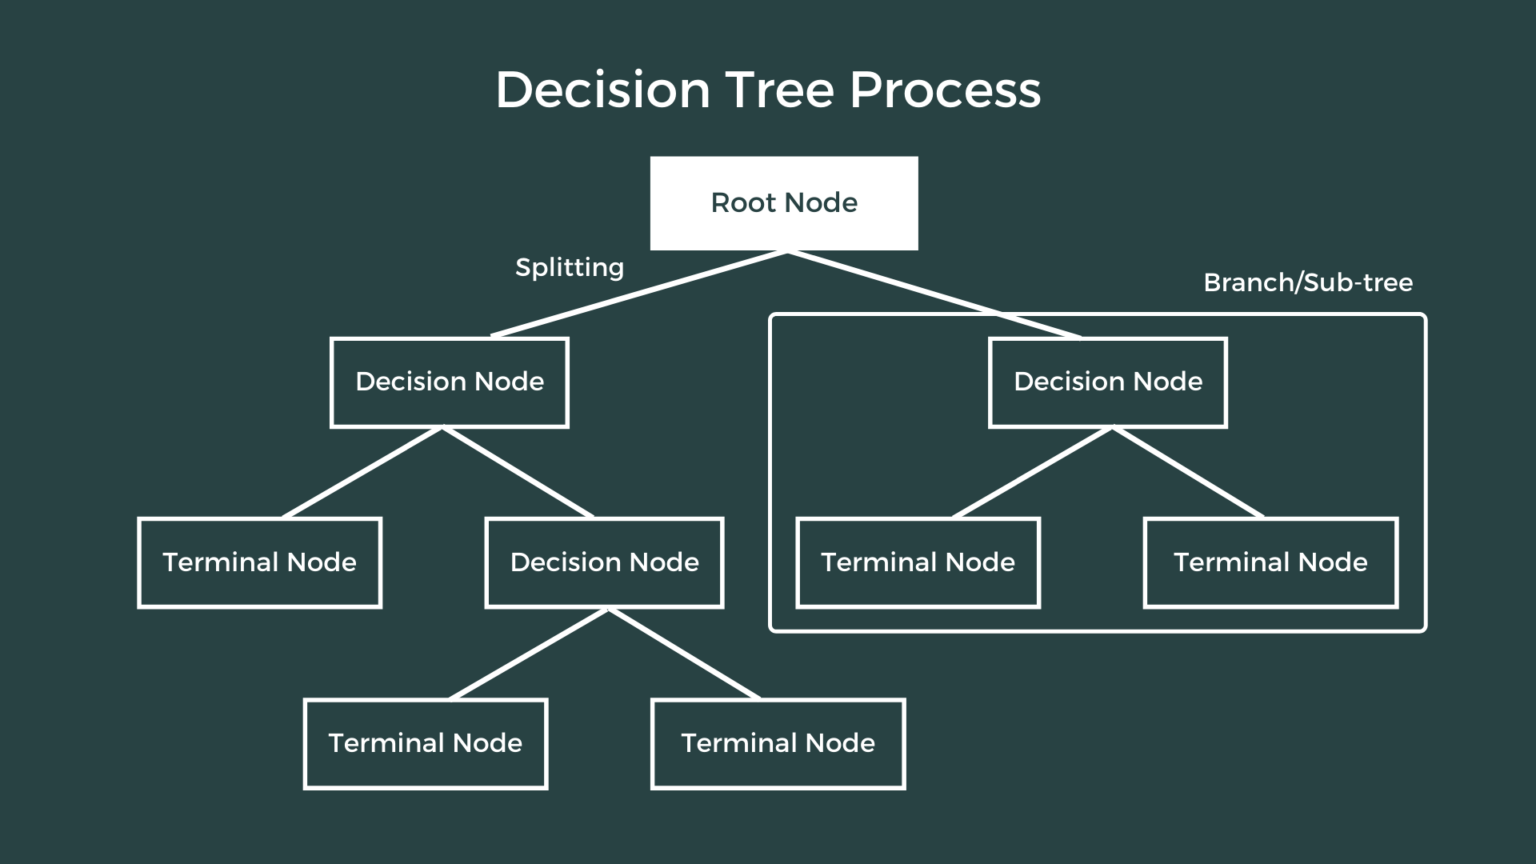 Decision Tree Process
Root Node
Splitting
Branch/Sub-tree
Decision Node
Decision Node
Terminal Node
Decision Node
Terminal Node
Terminal Node
Terminal Node
Terminal Node